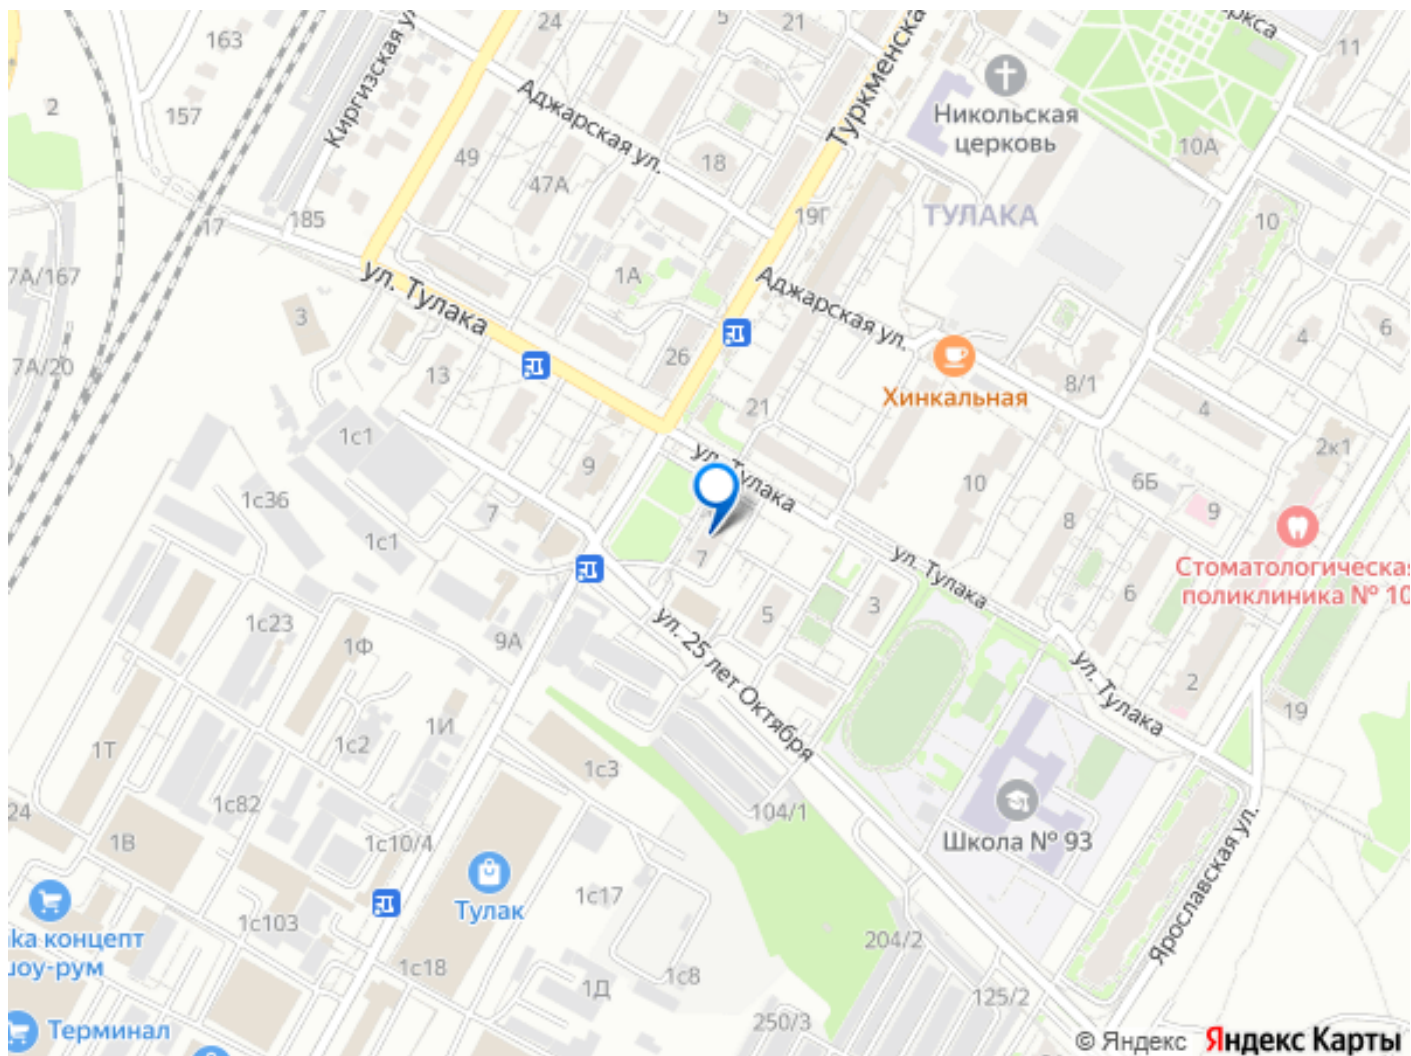 24
5
21
ркса
11
163
Киргизская у
Аджарская ул.
Туркменска
Никольская
церковь
2
157
49
47А
18
10А
17
185
19Г
ТУЛАКА
10
7А/167
ул. Тулака
1А
Аджарская ул.
3
4
6
7А/20
13
26
8/1
Хинкальная
21
4
1с1
2к1
ул. Тулака
9
1с36
7
10
6Б
9
8
1с1
7
ул. Тулака
Стоматологическая
поликлиника № 10
6
3
5
1с23
1Ф
9А
ул. 25 лет Октября
ул. Тулака
2
19
1Т
1с2
1И
1с3
1с82
104/1
24
1В
1с10/4
Школа № 93
Ярославская ул.
Тулак
1с17
1с103
ka концепт
шоу-рум
204/2
1с18
1Д
1с8
125/2
Терминал
250/3
© Яндекс Яндекс Карты